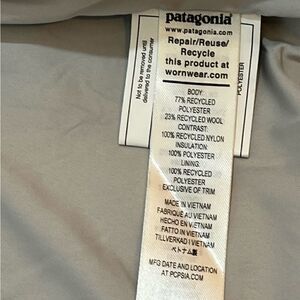 patagonia®
www.patagonia.com
Repair/Reuse/
Recycle
this product at
wornwear.com
BODY:
77% RECYCLED
POLYESTER
23% RECYCLED WOOL
CONTRAST:
100% RECYCLED NYLON
INSULATION:
100% POLYESTER
LINING:
100% RECYCLED
POLYESTER
EXCLUSIVE OF TRIM
MADE IN VIETNAM
FABRIQUÉ AU VIETNAM
HECHO EN VIETNAM
FATTO IN VIETNAM
TILLVERKAD I VIETNAM
ベトナム製
MFG DATE AND LOCATION
AT PCPSIA.COM
Not to be removed until
delivered to the consumer
POLYESTER